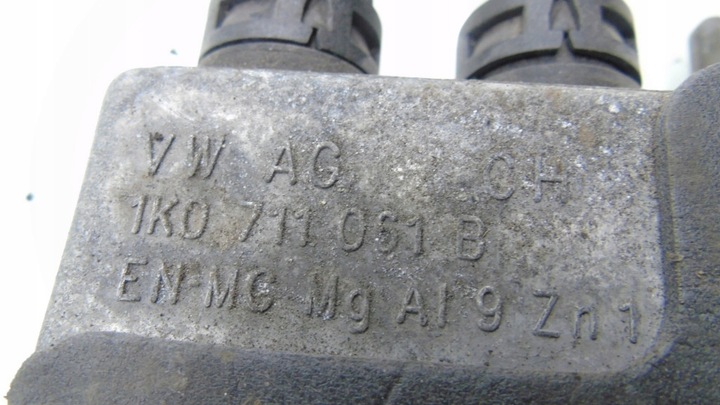 VW AG CH
1K0 711 061 B
EN-MC Mg Al 9 Zn 1